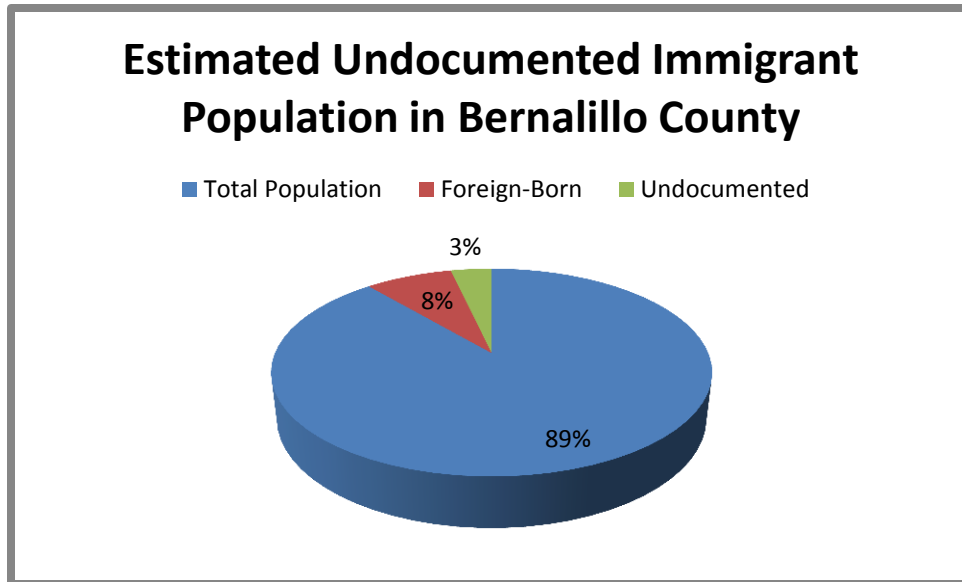 Estimated Undocumented Immigrant
Population in Bernalillo County
Total Population Foreign-Born Undocumented
3%
8%
89%